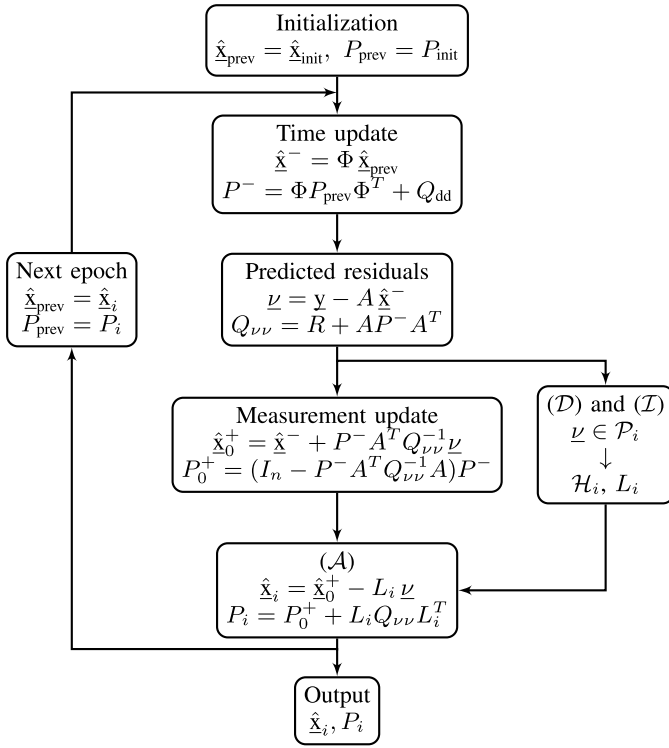 Initialization
x̲̂_prev = x̲̂_init, P_prev = P_init
Time update
x̲̂⁻ = Φ x̲̂_prev
P⁻ = ΦP_prevΦ^T + Q_dd
Predicted residuals
ν̲ = y̲ − A x̲̂⁻
Q_νν = R + AP⁻A^T
Next epoch
x̲̂_prev = x̲̂_i
P_prev = P_i
Measurement update
x̲̂_0^+ = x̲̂⁻ + P⁻A^T Q_νν^{-1} ν̲
P_0^+ = (I_n − P⁻A^T Q_νν^{-1} A)P⁻
(𝒟) and (ℐ)
ν̲ ∈ 𝒫_i
↓
ℋ_i, L_i
(𝒜)
x̲̂_i = x̲̂_0^+ − L_i ν̲
P_i = P_0^+ + L_i Q_νν L_i^T
Output
x̲̂_i, P_i